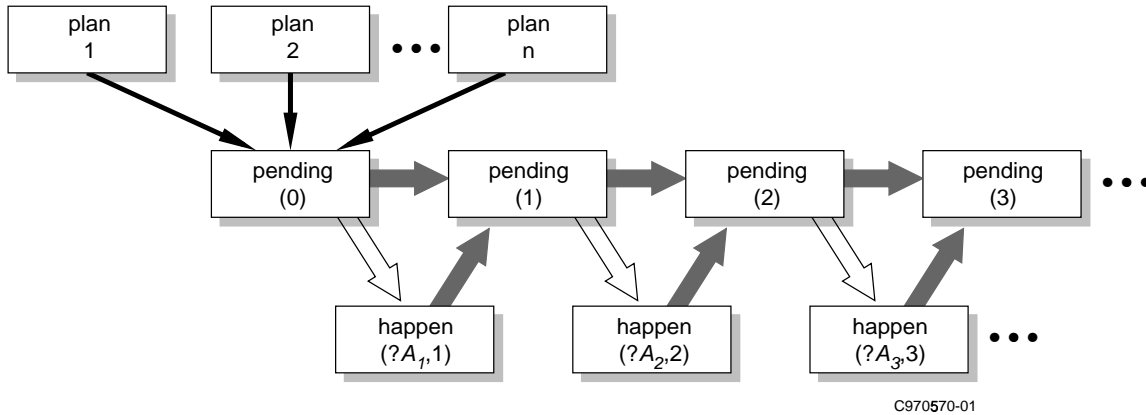 plan
1
plan
2
•••
plan
n
pending
(0)
pending
(1)
pending
(2)
pending
(3)
•••
happen
(?A₁,1)
happen
(?A₂,2)
happen
(?A₃,3)
•••
C970570-01